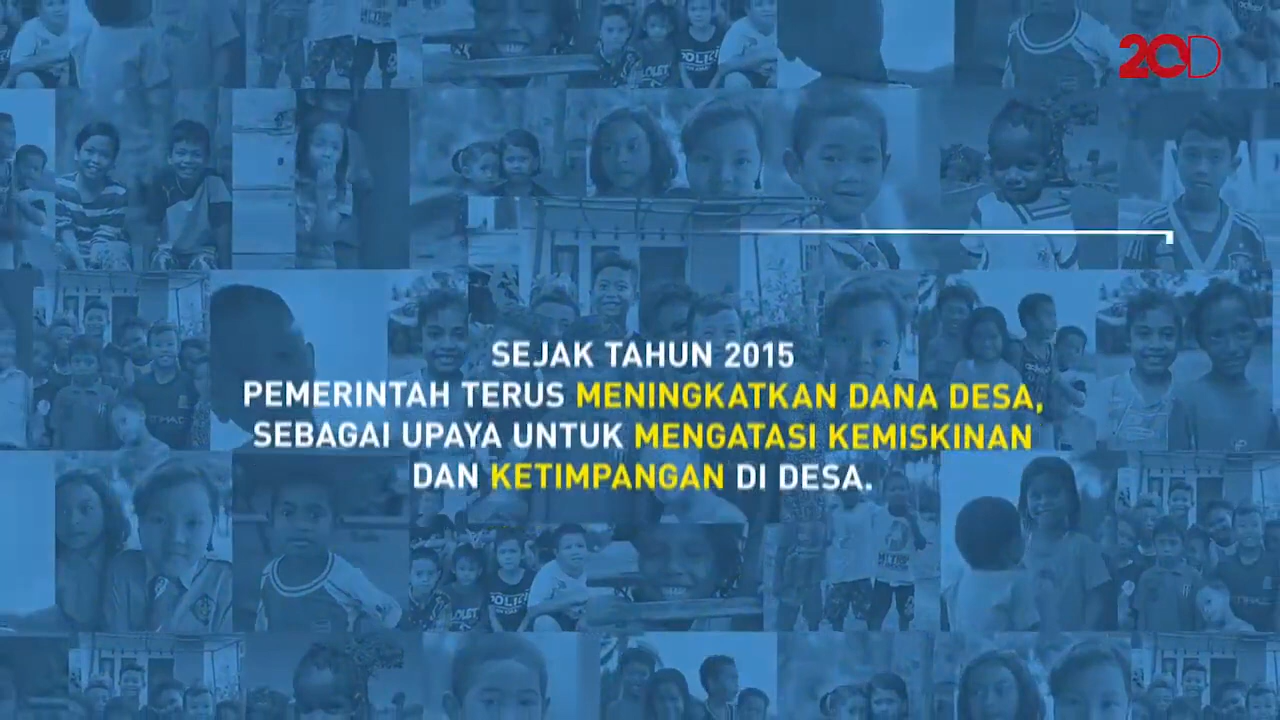 20D
SEJAK TAHUN 2015
PEMERINTAH TERUS MENINGKATKAN DANA DESA,
SEBAGAI UPAYA UNTUK MENGATASI KEMISKINAN
DAN KETIMPANGAN DI DESA.